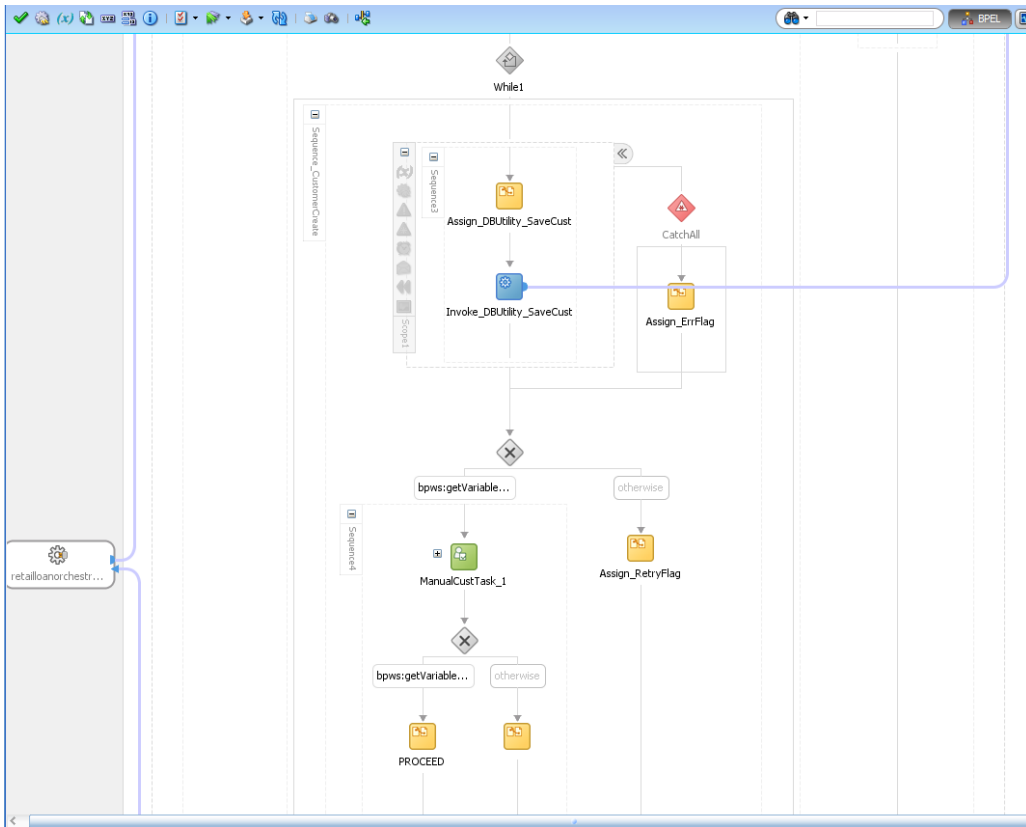 BPEL
While1
Sequence_CustomerCreate
Sequence3
Scope1
Assign_DBUtility_SaveCust
CatchAll
Invoke_DBUtility_SaveCust
Assign_ErrFlag
bpws:getVariable...
otherwise
Sequence4
retailloanorchestr...
ManualCustTask_1
Assign_RetryFlag
bpws:getVariable...
otherwise
PROCEED